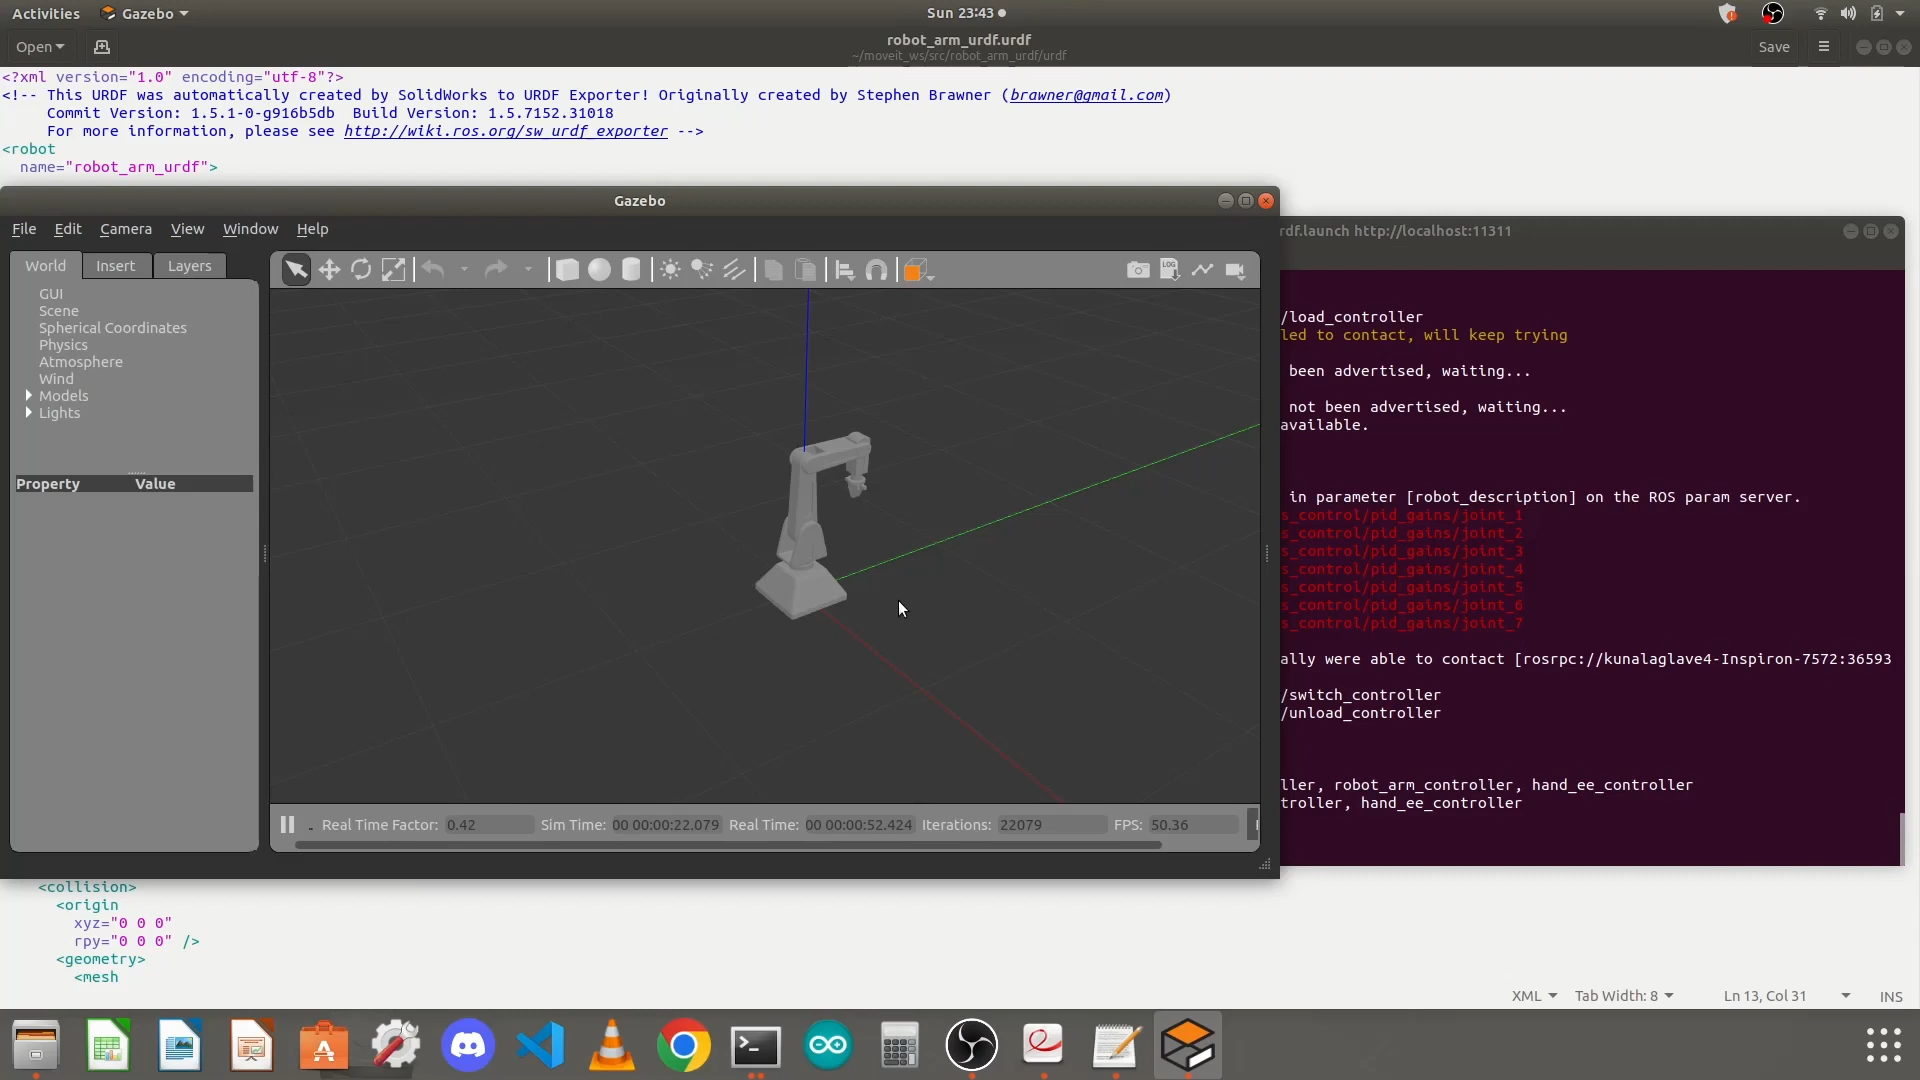 Activities Gazebo Sun 23:43
Open robot_arm_urdf.urdf Save
~/moveit_ws/src/robot_arm_urdf/urdf
<?xml version="1.0" encoding="utf-8"?>
<!-- This URDF was automatically created by SolidWorks to URDF Exporter! Originally created by Stephen Brawner (brawner@gmail.com)
Commit Version: 1.5.1-0-g916b5db  Build Version: 1.5.7152.31018
For more information, please see http://wiki.ros.org/sw_urdf_exporter -->
<robot
name="robot_arm_urdf">
Gazebo
File Edit Camera View Window Help
World Insert Layers
GUI
Scene
Spherical Coordinates
Physics
Atmosphere
Wind
Models
Lights
Property Value
LOG
Real Time Factor: 0.42 Sim Time: 00 00:00:22.079 Real Time: 00 00:00:52.424 Iterations: 22079 FPS: 50.36
rdf.launch http://localhost:11311
/load_controller
led to contact, will keep trying
been advertised, waiting...
not been advertised, waiting...
available.
in parameter [robot_description] on the ROS param server.
s_control/pid_gains/joint_1
s_control/pid_gains/joint_2
s_control/pid_gains/joint_3
s_control/pid_gains/joint_4
s_control/pid_gains/joint_5
s_control/pid_gains/joint_6
s_control/pid_gains/joint_7
ally were able to contact [rosrpc://kunalaglave4-Inspiron-7572:36593
/switch_controller
/unload_controller
ller, robot_arm_controller, hand_ee_controller
troller, hand_ee_controller
<collision>
<origin
xyz="0 0 0"
rpy="0 0 0" />
<geometry>
<mesh
XML Tab Width: 8 Ln 13, Col 31 INS